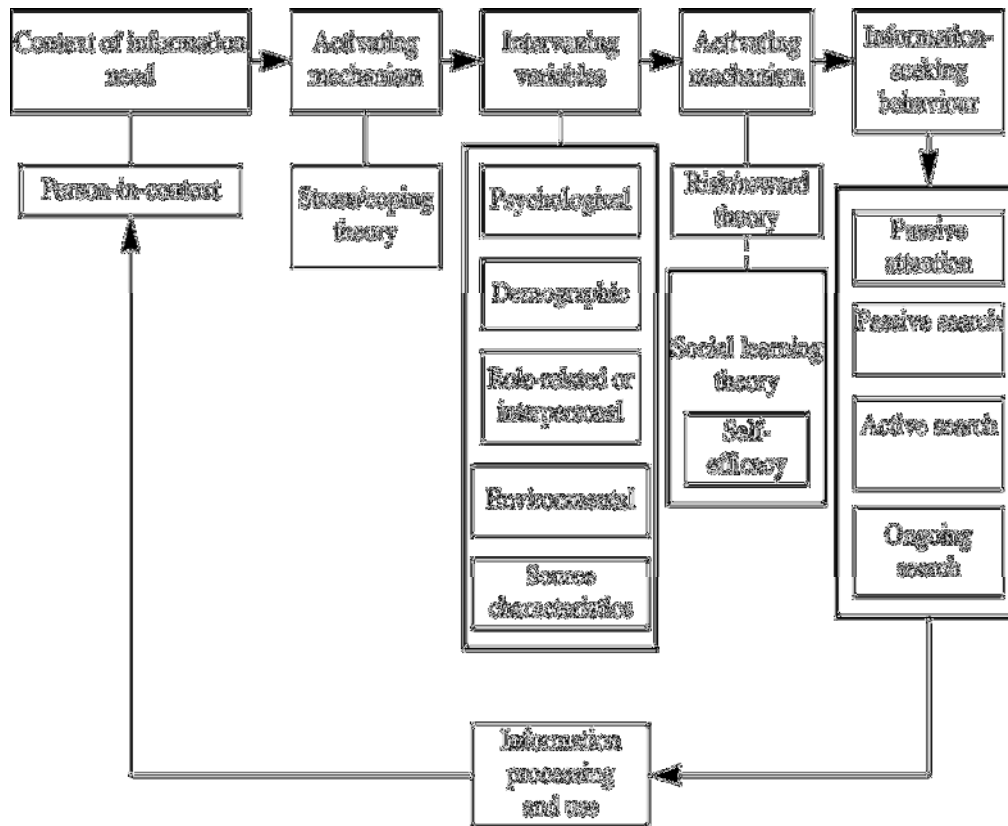 Context of information
need
Activating
mechanism
Intervening
variables
Activating
mechanism
Information-
seeking
behaviour
Person-in-context
Stress/coping
theory
Psychological
Demographic
Role-related or
interpersonal
Environmental
Source
characteristics
Risk/reward
theory
Social learning
theory
Self-
efficacy
Passive
attention
Passive search
Active search
Ongoing
search
Information
processing
and use